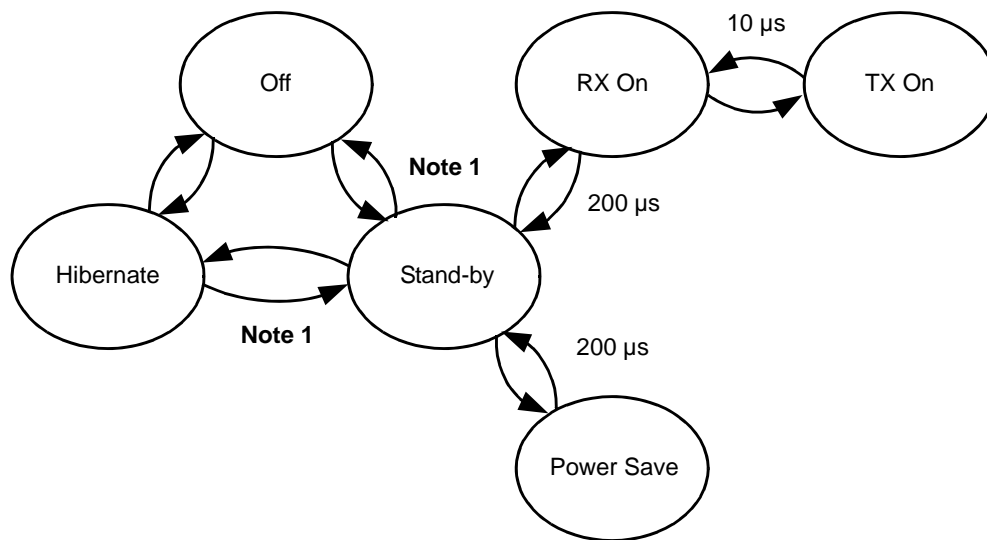 10 µs
Off
RX On
TX On
Note 1
200 µs
Hibernate
Stand-by
Note 1
200 µs
Power Save